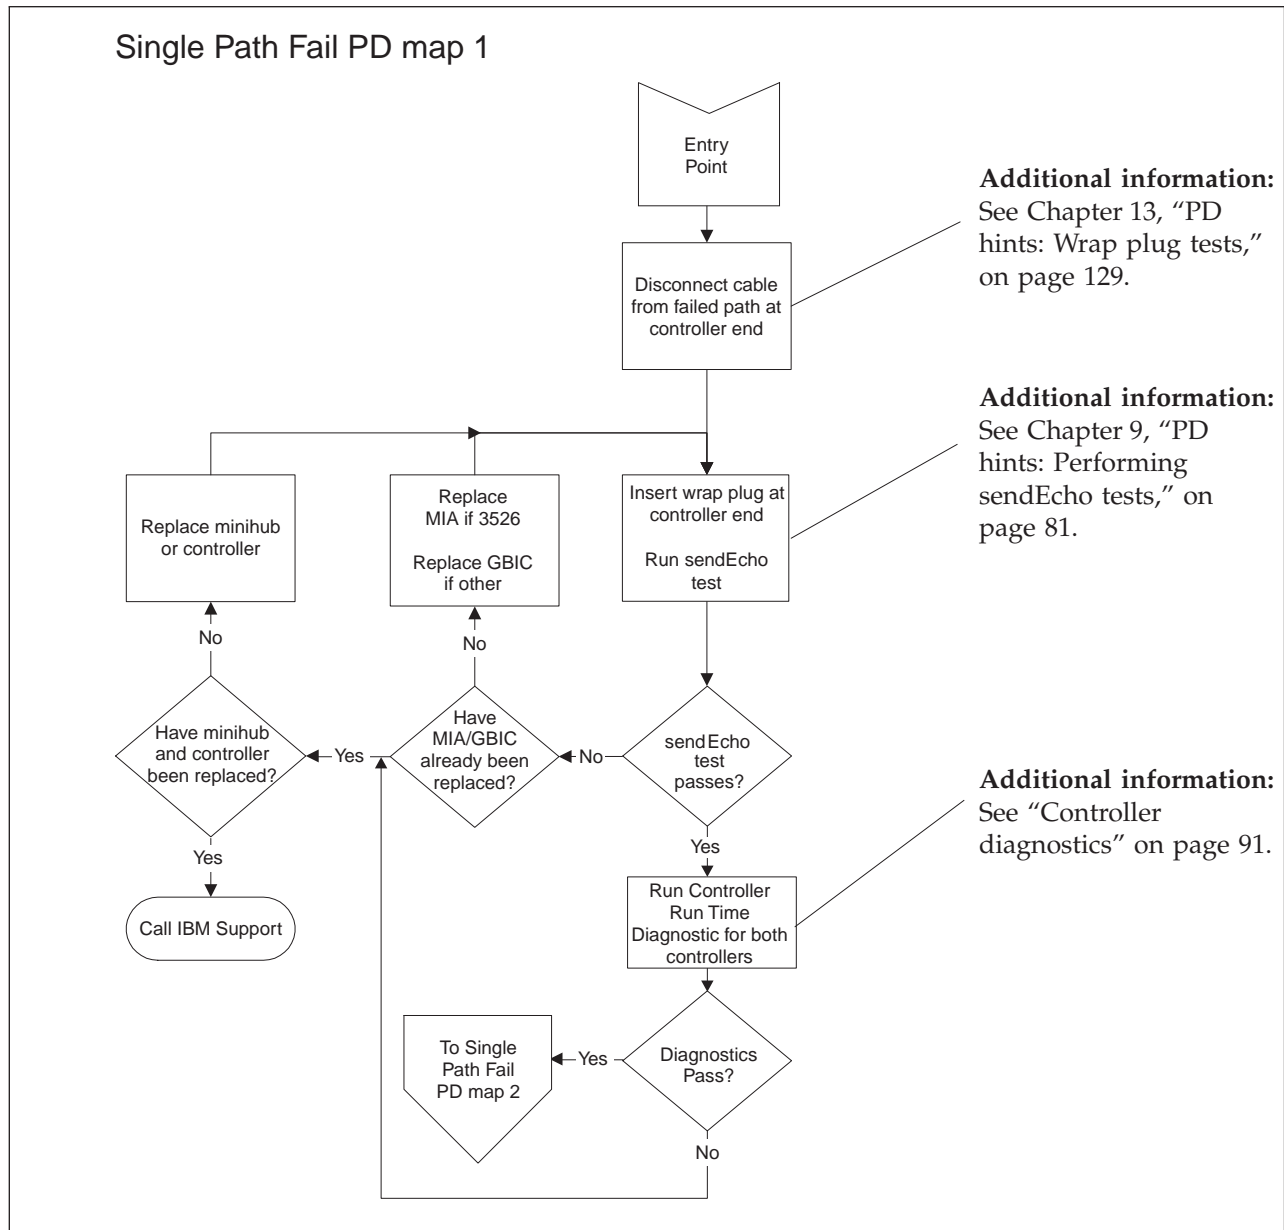 Single Path Fail PD map 1
Entry
Point
Additional information:
See Chapter 13, “PD
hints: Wrap plug tests,”
on page 129.
Disconnect cable
from failed path at
controller end
Additional information:
See Chapter 9, “PD
hints: Performing
sendEcho tests,” on
page 81.
Replace minihub
or controller
Replace
MIA if 3526
Replace GBIC
if other
Insert wrap plug at
controller end
Run sendEcho
test
No
No
Have minihub
and controller
been replaced?
Yes
Have
MIA/GBIC
already been
replaced?
No
sendEcho
test
passes?
Additional information:
See “Controller
diagnostics” on page 91.
Yes
Yes
Call IBM Support
Run Controller
Run Time
Diagnostic for both
controllers
To Single
Path Fail
PD map 2
Yes
Diagnostics
Pass?
No